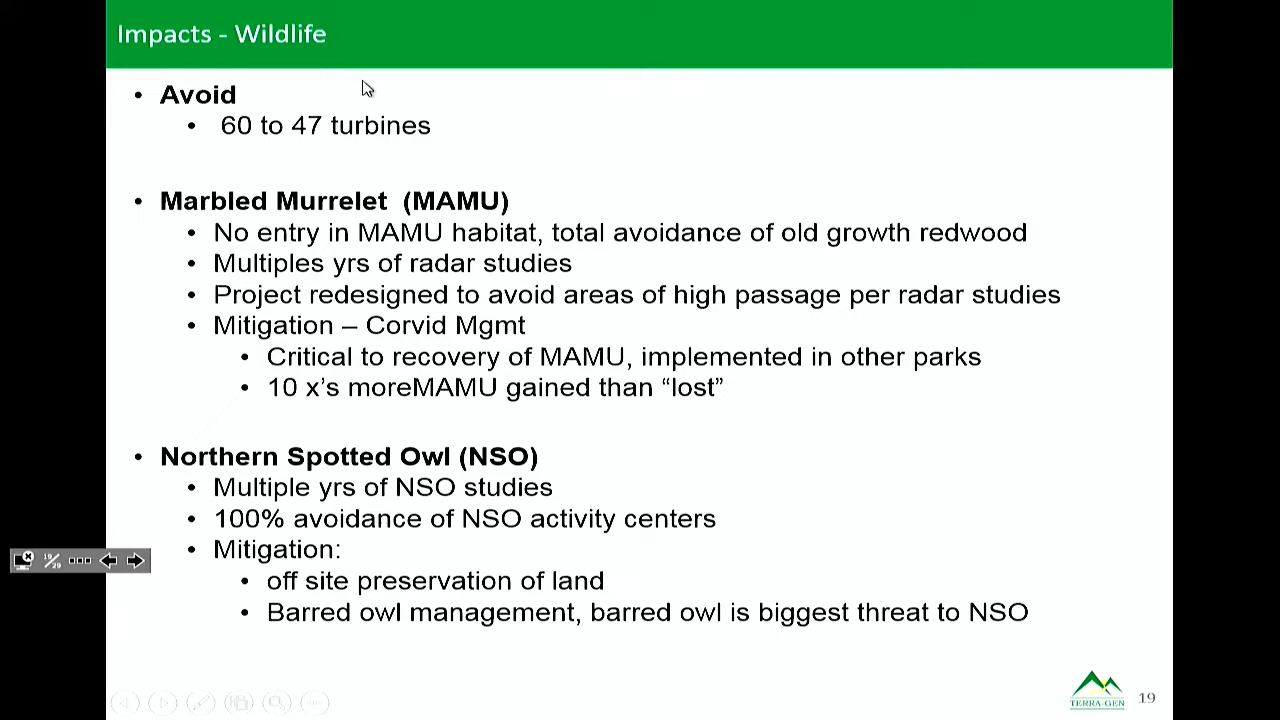 Impacts - Wildlife
• Avoid
• 60 to 47 turbines
• Marbled Murrelet (MAMU)
• No entry in MAMU habitat, total avoidance of old growth redwood
• Multiples yrs of radar studies
• Project redesigned to avoid areas of high passage per radar studies
• Mitigation – Corvid Mgmt
• Critical to recovery of MAMU, implemented in other parks
• 10 x’s moreMAMU gained than “lost”
• Northern Spotted Owl (NSO)
• Multiple yrs of NSO studies
• 100% avoidance of NSO activity centers
• Mitigation:
• off site preservation of land
• Barred owl management, barred owl is biggest threat to NSO
19/29
TERRA-GEN
19